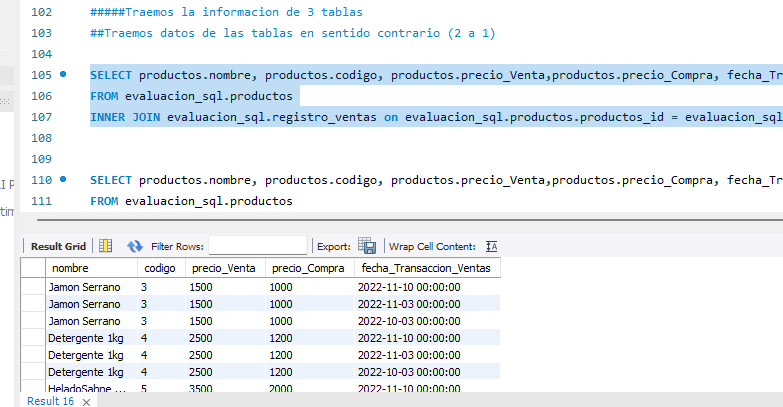 102 #####Traemos la informacion de 3 tablas
103 ##Traemos datos de las tablas en sentido contrario (2 a 1)
104
105 SELECT productos.nombre, productos.codigo, productos.precio_Venta,productos.precio_Compra, fecha_Tr
106 FROM evaluacion_sql.productos
107 INNER JOIN evaluacion_sql.registro_ventas on evaluacion_sql.productos.productos_id = evaluacion_sql
108
109
110 SELECT productos.nombre, productos.codigo, productos.precio_Venta,productos.precio_Compra, fecha_Tr
111 FROM evaluacion_sql.productos
Result Grid Filter Rows: Export: Wrap Cell Content:
nombre codigo precio_Venta precio_Compra fecha_Transaccion_Ventas
Jamon Serrano 3 1500 1000 2022-11-10 00:00:00
Jamon Serrano 3 1500 1000 2022-11-03 00:00:00
Jamon Serrano 3 1500 1000 2022-10-03 00:00:00
Detergente 1kg 4 2500 1200 2022-11-10 00:00:00
Detergente 1kg 4 2500 1200 2022-11-03 00:00:00
Detergente 1kg 4 2500 1200 2022-10-03 00:00:00
HeladoSahne ... 5 3500 2000 2022-11-10 00:00:00
Result 16